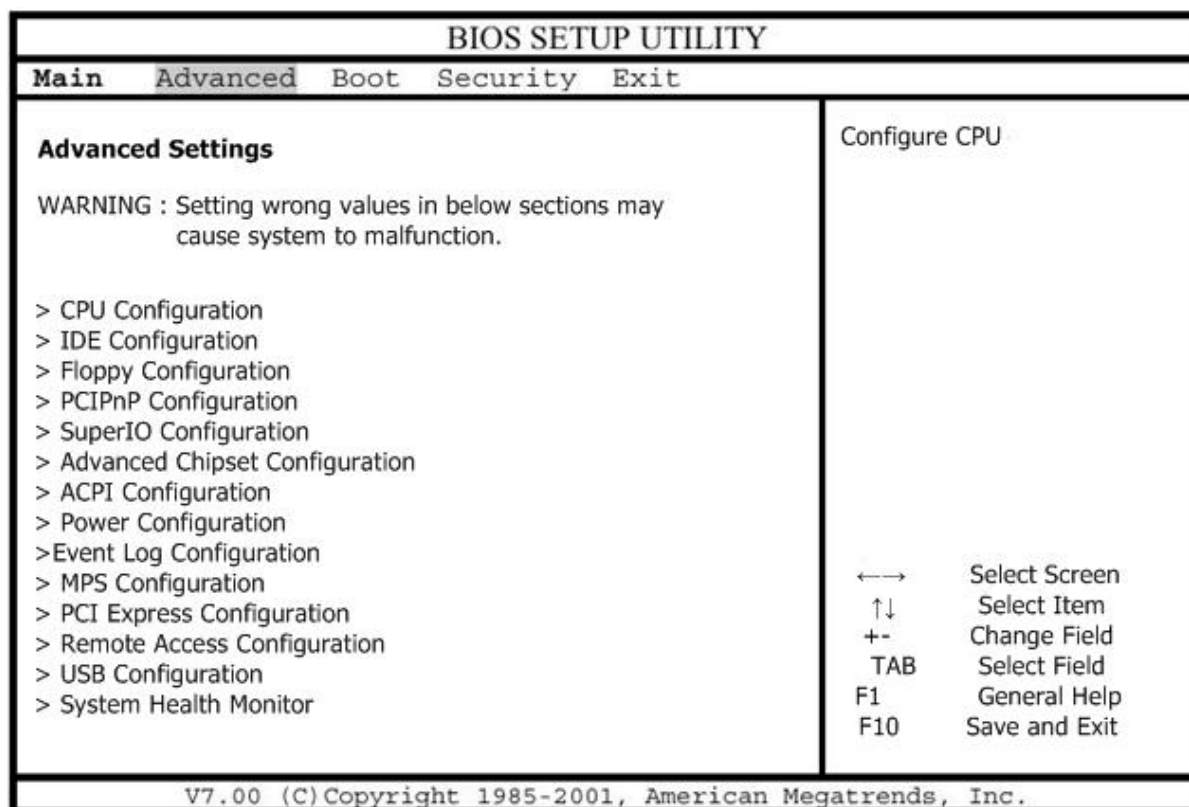 BIOS SETUP UTILITY
Main Advanced Boot Security Exit
Advanced Settings
WARNING : Setting wrong values in below sections may
cause system to malfunction.
> CPU Configuration
> IDE Configuration
> Floppy Configuration
> PCIPnP Configuration
> SuperIO Configuration
> Advanced Chipset Configuration
> ACPI Configuration
> Power Configuration
>Event Log Configuration
> MPS Configuration
> PCI Express Configuration
> Remote Access Configuration
> USB Configuration
> System Health Monitor
Configure CPU
←→ Select Screen
↑↓ Select Item
+- Change Field
TAB Select Field
F1 General Help
F10 Save and Exit
V7.00 (C)Copyright 1985-2001, American Megatrends, Inc.